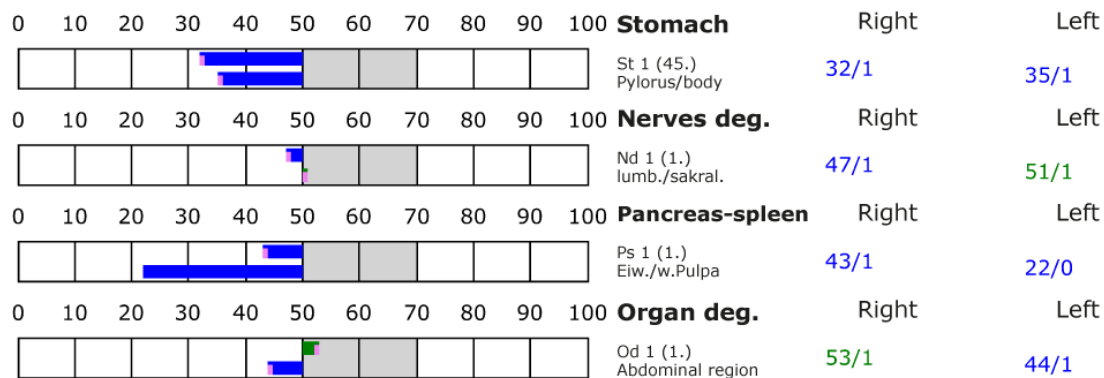 0 10 20 30 40 50 60 70 80 90 100 Stomach Right Left
St 1 (45.) 32/1 35/1
Pylorus/body
0 10 20 30 40 50 60 70 80 90 100 Nerves deg. Right Left
Nd 1 (1.) 47/1 51/1
lumb./sakral.
0 10 20 30 40 50 60 70 80 90 100 Pancreas-spleen Right Left
Ps 1 (1.) 43/1 22/0
Eiw./w.Pulpa
0 10 20 30 40 50 60 70 80 90 100 Organ deg. Right Left
Od 1 (1.) 53/1 44/1
Abdominal region